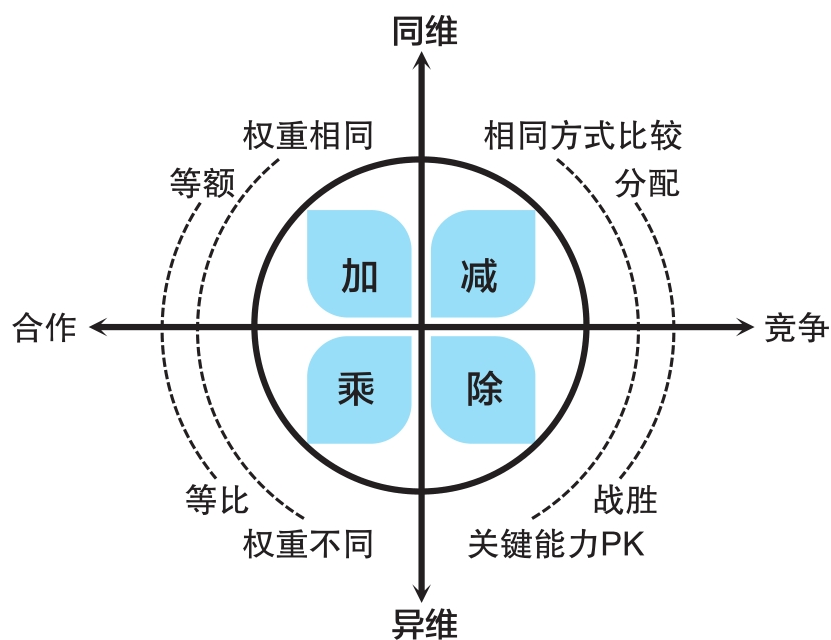 同维
权重相同
相同方式比较
等额
分配
加
减
合作
竞争
乘
除
等比
战胜
权重不同
关键能力PK
异维